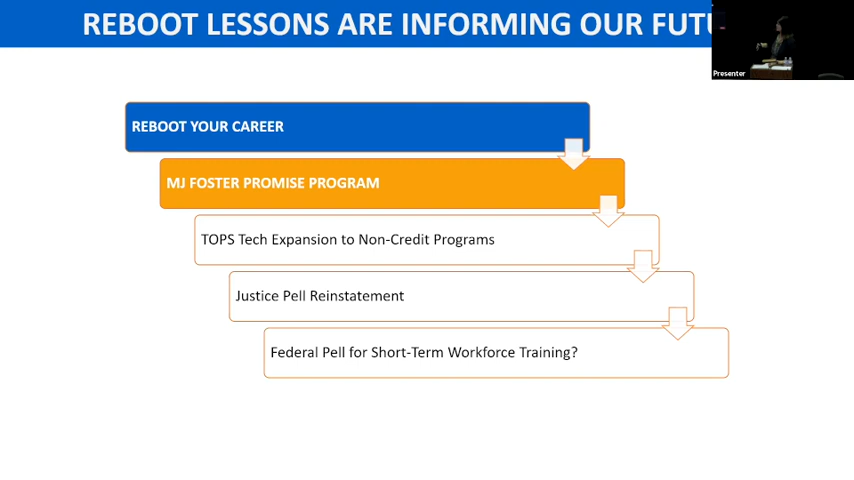 REBOOT LESSONS ARE INFORMING OUR
Presenter
REBOOT YOUR CAREER
MJ FOSTER PROMISE PROGRAM
TOPS Tech Expansion to Non-Credit Programs
Justice Pell Reinstatement
Federal Pell for Short-Term Workforce Training?